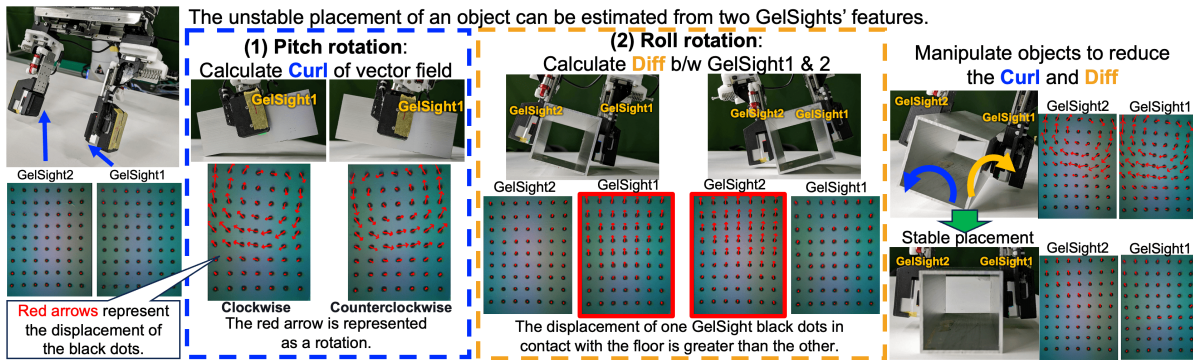 The unstable placement of an object can be estimated from two GelSights' features.
GelSight2
GelSight1
Red arrows represent
the displacement of
the black dots.
(1) Pitch rotation:
Calculate Curl of vector field
GelSight1
GelSight1
Clockwise
Counterclockwise
The red arrow is represented
as a rotation.
(2) Roll rotation:
Calculate Diff b/w GelSight1 & 2
GelSight2
GelSight1
GelSight2
GelSight1
GelSight2
GelSight1
GelSight2
GelSight1
The displacement of one GelSight black dots in
contact with the floor is greater than the other.
Manipulate objects to reduce
the Curl and Diff
GelSight2
GelSight1
GelSight2
GelSight1
Stable placement
GelSight2
GelSight1
GelSight2
GelSight1